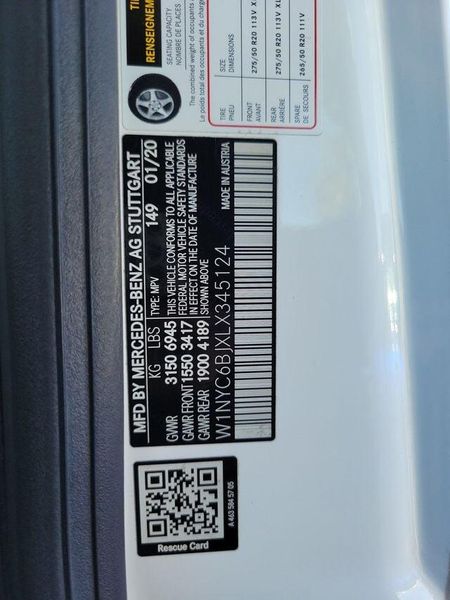 TI
RENSEIGNEM
SEATING CAPACITY
NOMBRE DE PLACES
The combined weight of occupants
Le poids total des occupants et du charg
TIRE
PNEU
SIZE
DIMENSIONS
FRONT
AVANT
275/50 R20 113V X
REAR
ARRIÈRE
275/50 R20 113V XL
SPARE
DE SECOURS
265/50 R20 111V
MFD BY MERCEDES-BENZ AG STUTTGART
KG LBS TYPE: MPV 149 01/20
GVWR 3150 6945 THIS VEHICLE CONFORMS TO ALL APPLICABLE
GAWR FRONT 1550 3417 FEDERAL MOTOR VEHICLE SAFETY STANDARDS
IN EFFECT ON THE DATE OF MANUFACTURE
GAWR REAR 1900 4189 SHOWN ABOVE
W1NYC6BJXLX345124
MADE IN AUSTRIA
Rescue Card
A 463 584 57 05